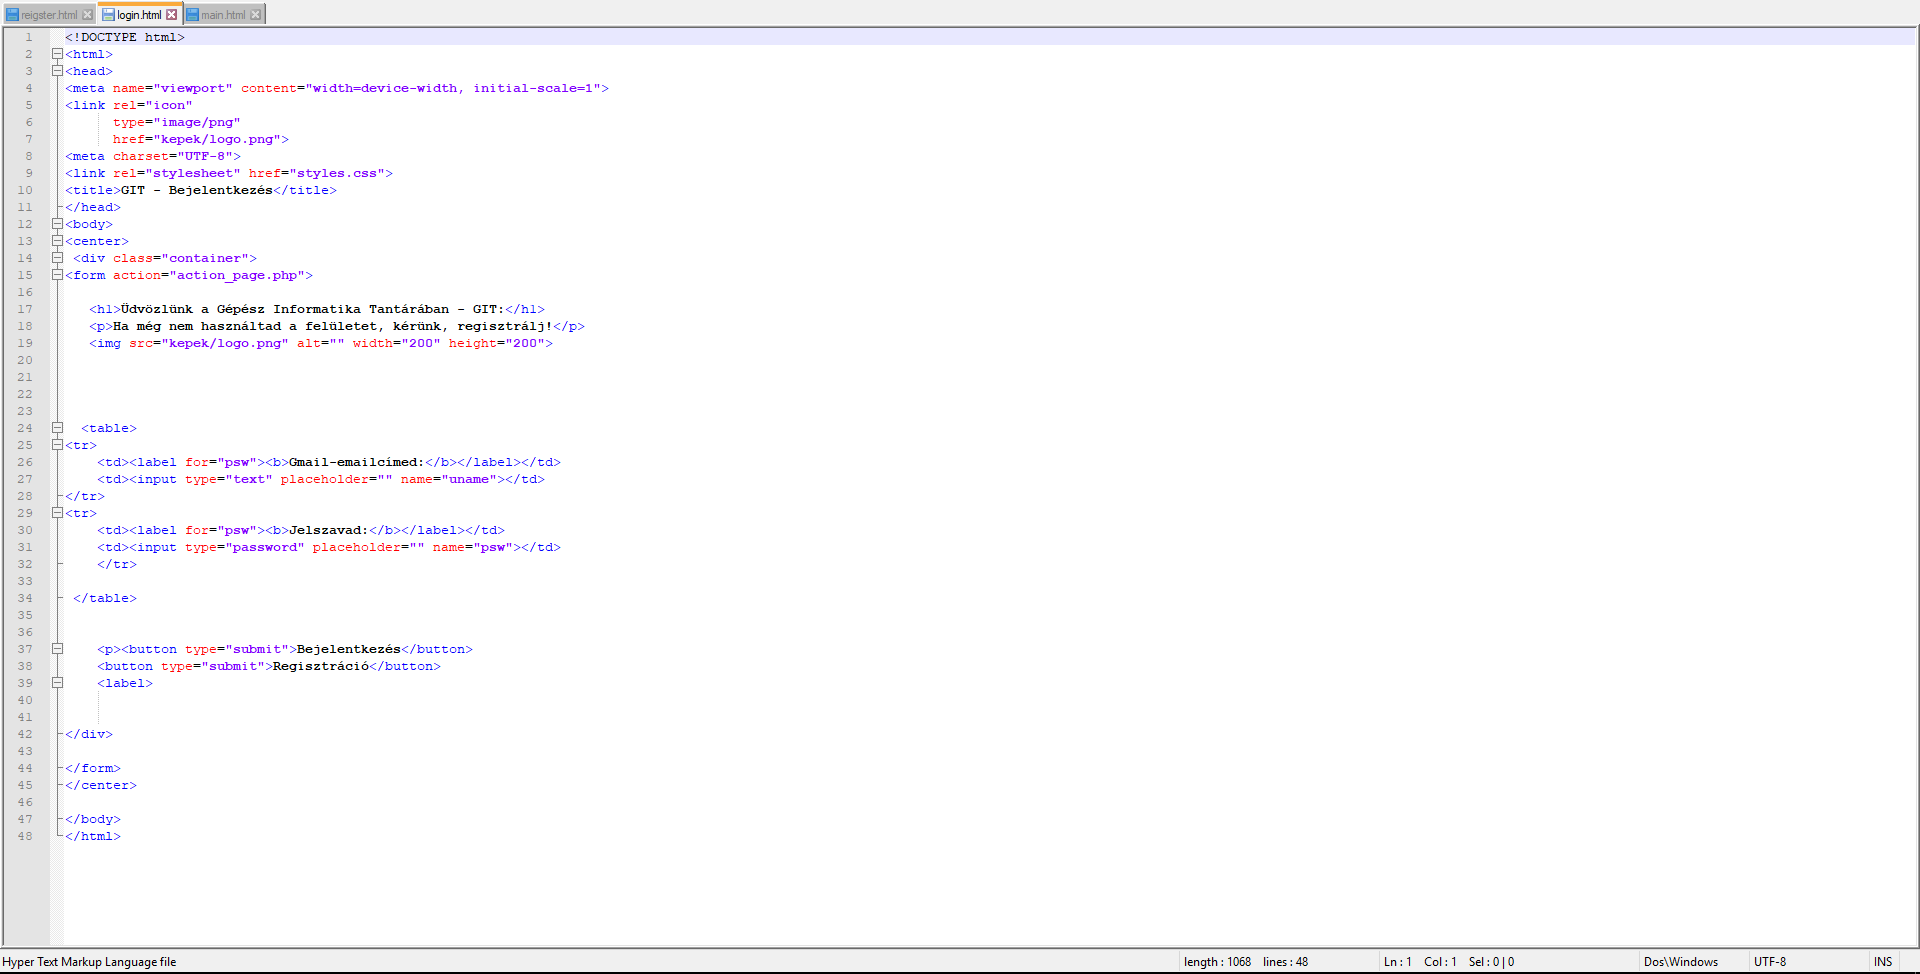 reigster.html login.html main.html
1 <!DOCTYPE html>
2 <html>
3 <head>
4 <meta name="viewport" content="width=device-width, initial-scale=1">
5 <link rel="icon"
6 type="image/png"
7 href="kepek/logo.png">
8 <meta charset="UTF-8">
9 <link rel="stylesheet" href="styles.css">
10 <title>GIT - Bejelentkezés</title>
11 </head>
12 <body>
13 <center>
14 <div class="container">
15 <form action="action_page.php">
16
17 <h1>Üdvözlünk a Gépész Informatika Tantárában - GIT:</h1>
18 <p>Ha még nem használtad a felületet, kérünk, regisztrálj!</p>
19 <img src="kepek/logo.png" alt="" width="200" height="200">
20
21
22
23
24 <table>
25 <tr>
26 <td><label for="psw"><b>Gmail-emailcímed:</b></label></td>
27 <td><input type="text" placeholder="" name="uname"></td>
28 </tr>
29 <tr>
30 <td><label for="psw"><b>Jelszavad:</b></label></td>
31 <td><input type="password" placeholder="" name="psw"></td>
32 </tr>
33
34 </table>
35
36
37 <p><button type="submit">Bejelentkezés</button>
38 <button type="submit">Regisztráció</button>
39 <label>
40
41
42 </div>
43
44 </form>
45 </center>
46
47 </body>
48 </html>
Hyper Text Markup Language file length : 1068 lines : 48 Ln : 1 Col : 1 Sel : 0 | 0 Dos\Windows UTF-8 INS